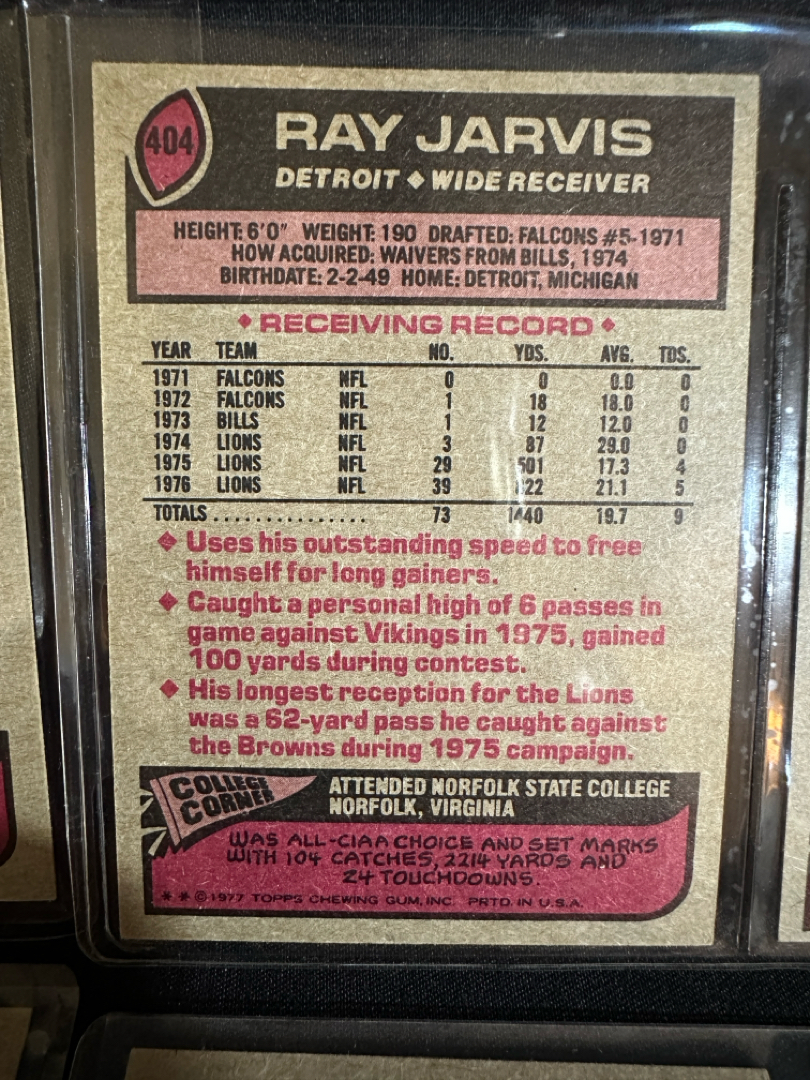 404
RAY JARVIS
DETROIT ◆ WIDE RECEIVER
HEIGHT: 6'0" WEIGHT: 190 DRAFTED: FALCONS #5-1971
HOW ACQUIRED: WAIVERS FROM BILLS, 1974
BIRTHDATE: 2-2-49 HOME: DETROIT, MICHIGAN
◆ RECEIVING RECORD ◆
YEAR TEAM NO. YDS. AVG. TDS.
1971 FALCONS NFL 0 0 0.0 0
1972 FALCONS NFL 1 18 18.0 0
1973 BILLS NFL 1 12 12.0 0
1974 LIONS NFL 3 87 29.0 0
1975 LIONS NFL 29 501 17.3 4
1976 LIONS NFL 39 822 21.1 5
TOTALS ............... 73 1440 19.7 9
◆ Uses his outstanding speed to free
himself for long gainers.
◆ Caught a personal high of 6 passes in
game against Vikings in 1975, gained
100 yards during contest.
◆ His longest reception for the Lions
was a 62-yard pass he caught against
the Browns during 1975 campaign.
COLLEGE
CORNER
ATTENDED NORFOLK STATE COLLEGE
NORFOLK, VIRGINIA
WAS ALL-CIAA CHOICE AND SET MARKS
WITH 104 CATCHES, 2214 YARDS AND
24 TOUCHDOWNS.
* * © 1977 TOPPS CHEWING GUM, INC. PRTD. IN U.S.A.